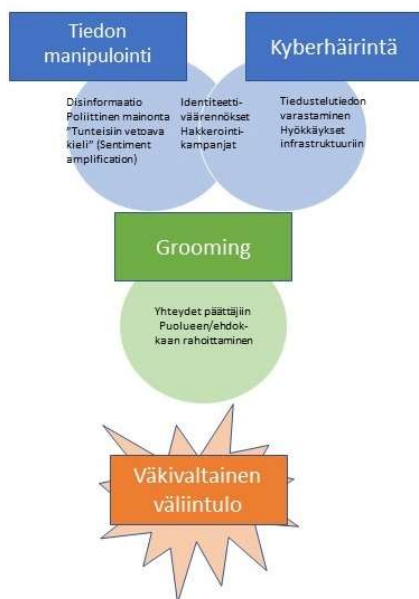 Tiedon
manipulointi
Kyberhäirintä
Disinformaatio
Poliittinen mainonta
"Tunteisiin vetoava
kieli" (Sentiment
amplification)
Identiteetti-
väärennökset
Hakkerointi-
kampanjat
Tiedustelutiedon
varastaminen
Hyökkäykset
infrastruktuuriin
Grooming
Yhteydet päättäjiin
Puolueen/ehdok-
kaan rahoittaminen
Väkivaltainen
väliintulo